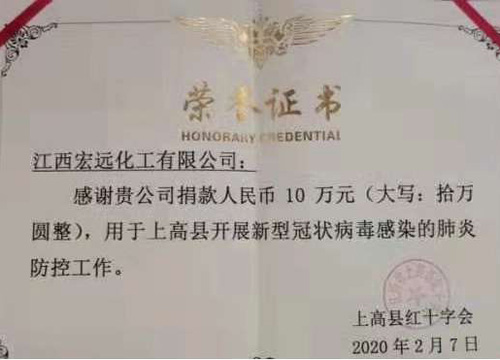 荣誉证书
HONORARY CREDENTIAL
江西宏远化工有限公司：
感谢贵公司捐款人民币 10 万元（大写：拾万
圆整），用于上高县开展新型冠状病毒感染的肺炎
防控工作。
上高县红十字会
2020 年 2 月 7 日